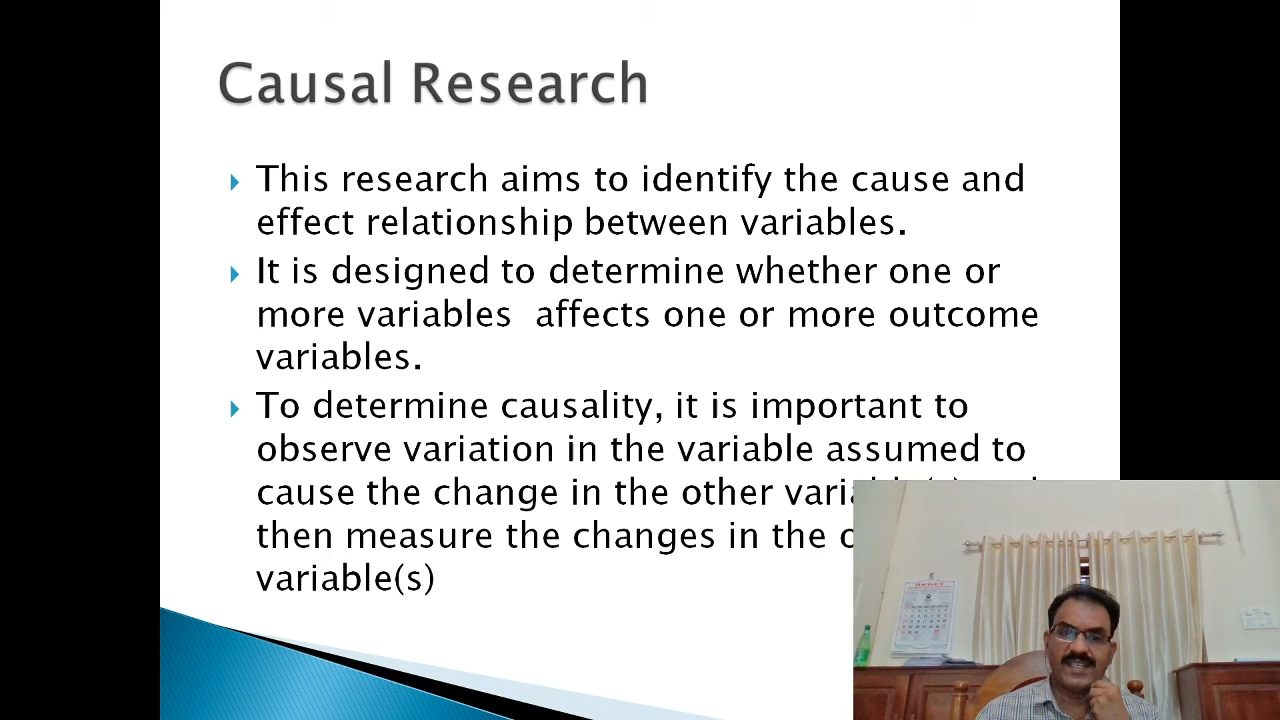 Causal Research
This research aims to identify the cause and
effect relationship between variables.
It is designed to determine whether one or
more variables  affects one or more outcome
variables.
To determine causality, it is important to
observe variation in the variable assumed to
cause the change in the other
then measure the changes in the
variable(s)